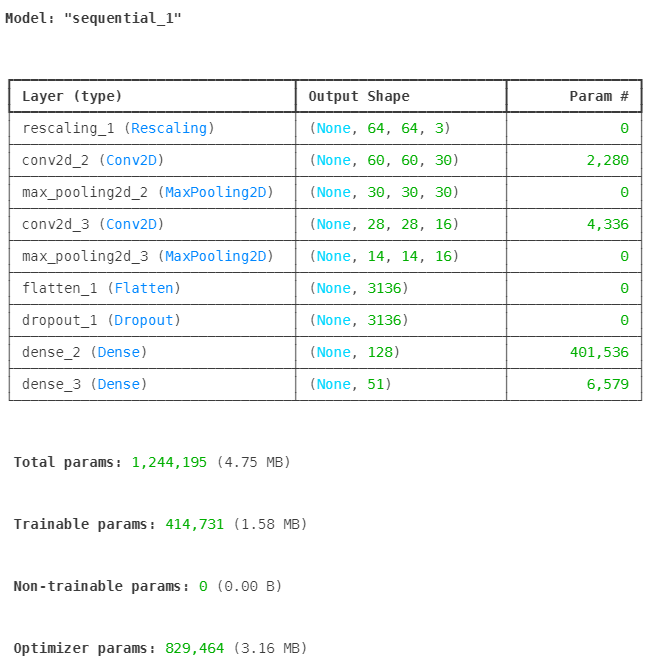 Model: "sequential_1"
Layer (type) Output Shape Param #
rescaling_1 (Rescaling) (None, 64, 64, 3) 0
conv2d_2 (Conv2D) (None, 60, 60, 30) 2,280
max_pooling2d_2 (MaxPooling2D) (None, 30, 30, 30) 0
conv2d_3 (Conv2D) (None, 28, 28, 16) 4,336
max_pooling2d_3 (MaxPooling2D) (None, 14, 14, 16) 0
flatten_1 (Flatten) (None, 3136) 0
dropout_1 (Dropout) (None, 3136) 0
dense_2 (Dense) (None, 128) 401,536
dense_3 (Dense) (None, 51) 6,579
Total params: 1,244,195 (4.75 MB)
Trainable params: 414,731 (1.58 MB)
Non-trainable params: 0 (0.00 B)
Optimizer params: 829,464 (3.16 MB)